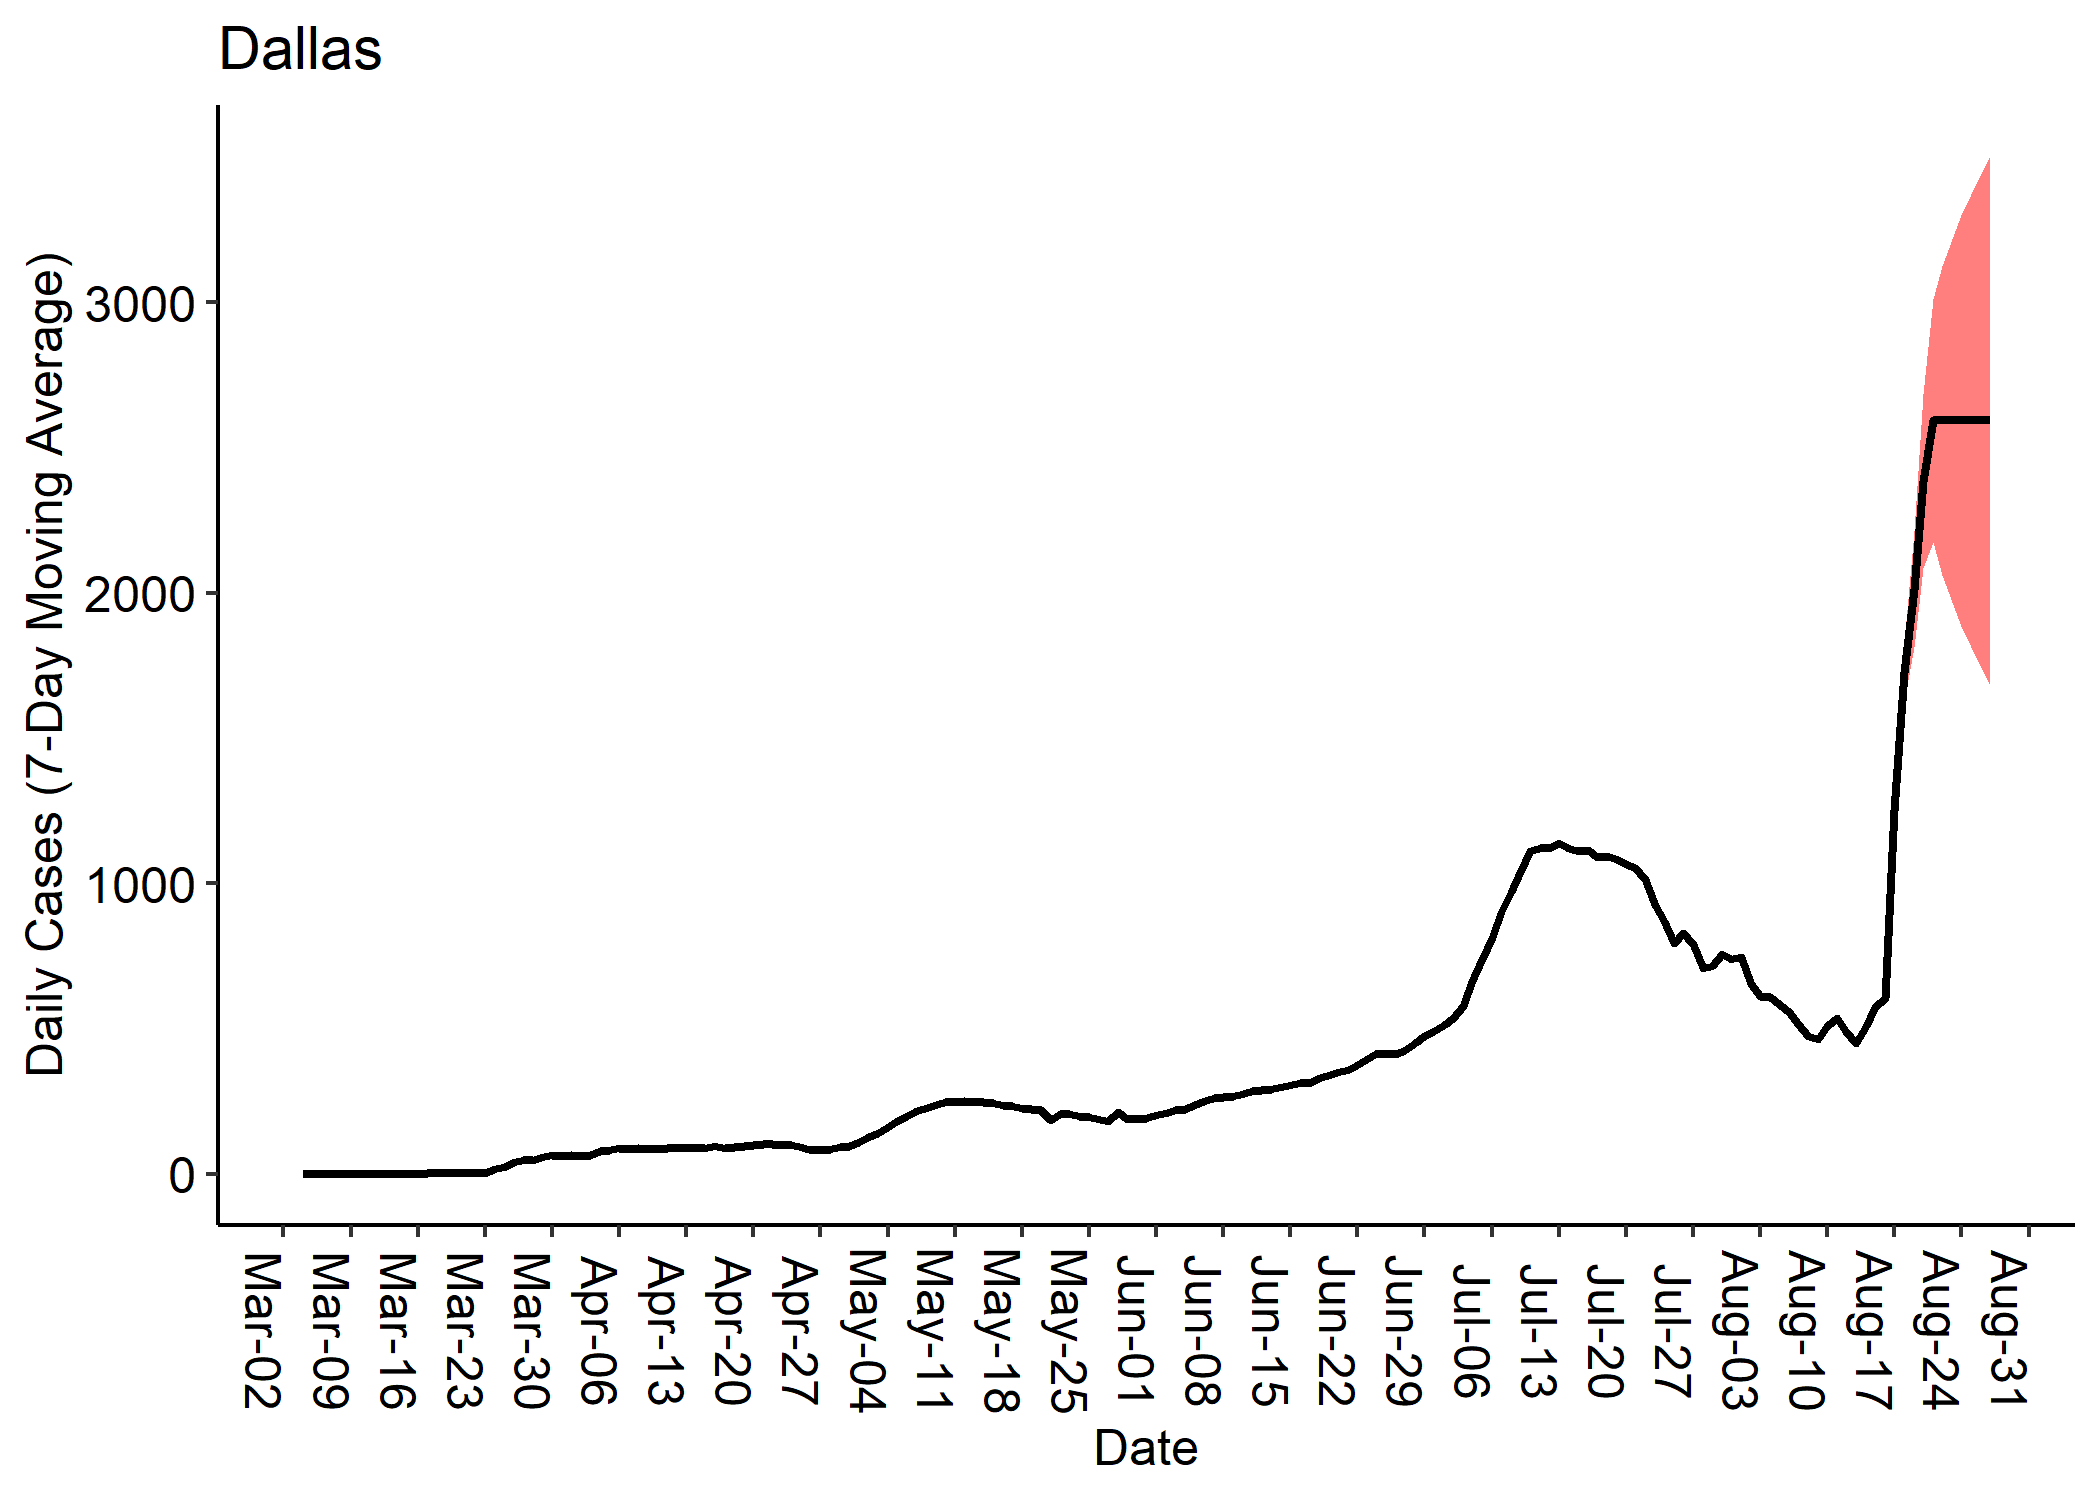 Dallas
Daily Cases (7-Day Moving Average)
3000
2000
1000
0
Mar-02
Mar-09
Mar-16
Mar-23
Mar-30
Apr-06
Apr-13
Apr-20
Apr-27
May-04
May-11
May-18
May-25
Jun-01
Jun-08
Jun-15
Jun-22
Jun-29
Jul-06
Jul-13
Jul-20
Jul-27
Aug-03
Aug-10
Aug-17
Aug-24
Aug-31
Date